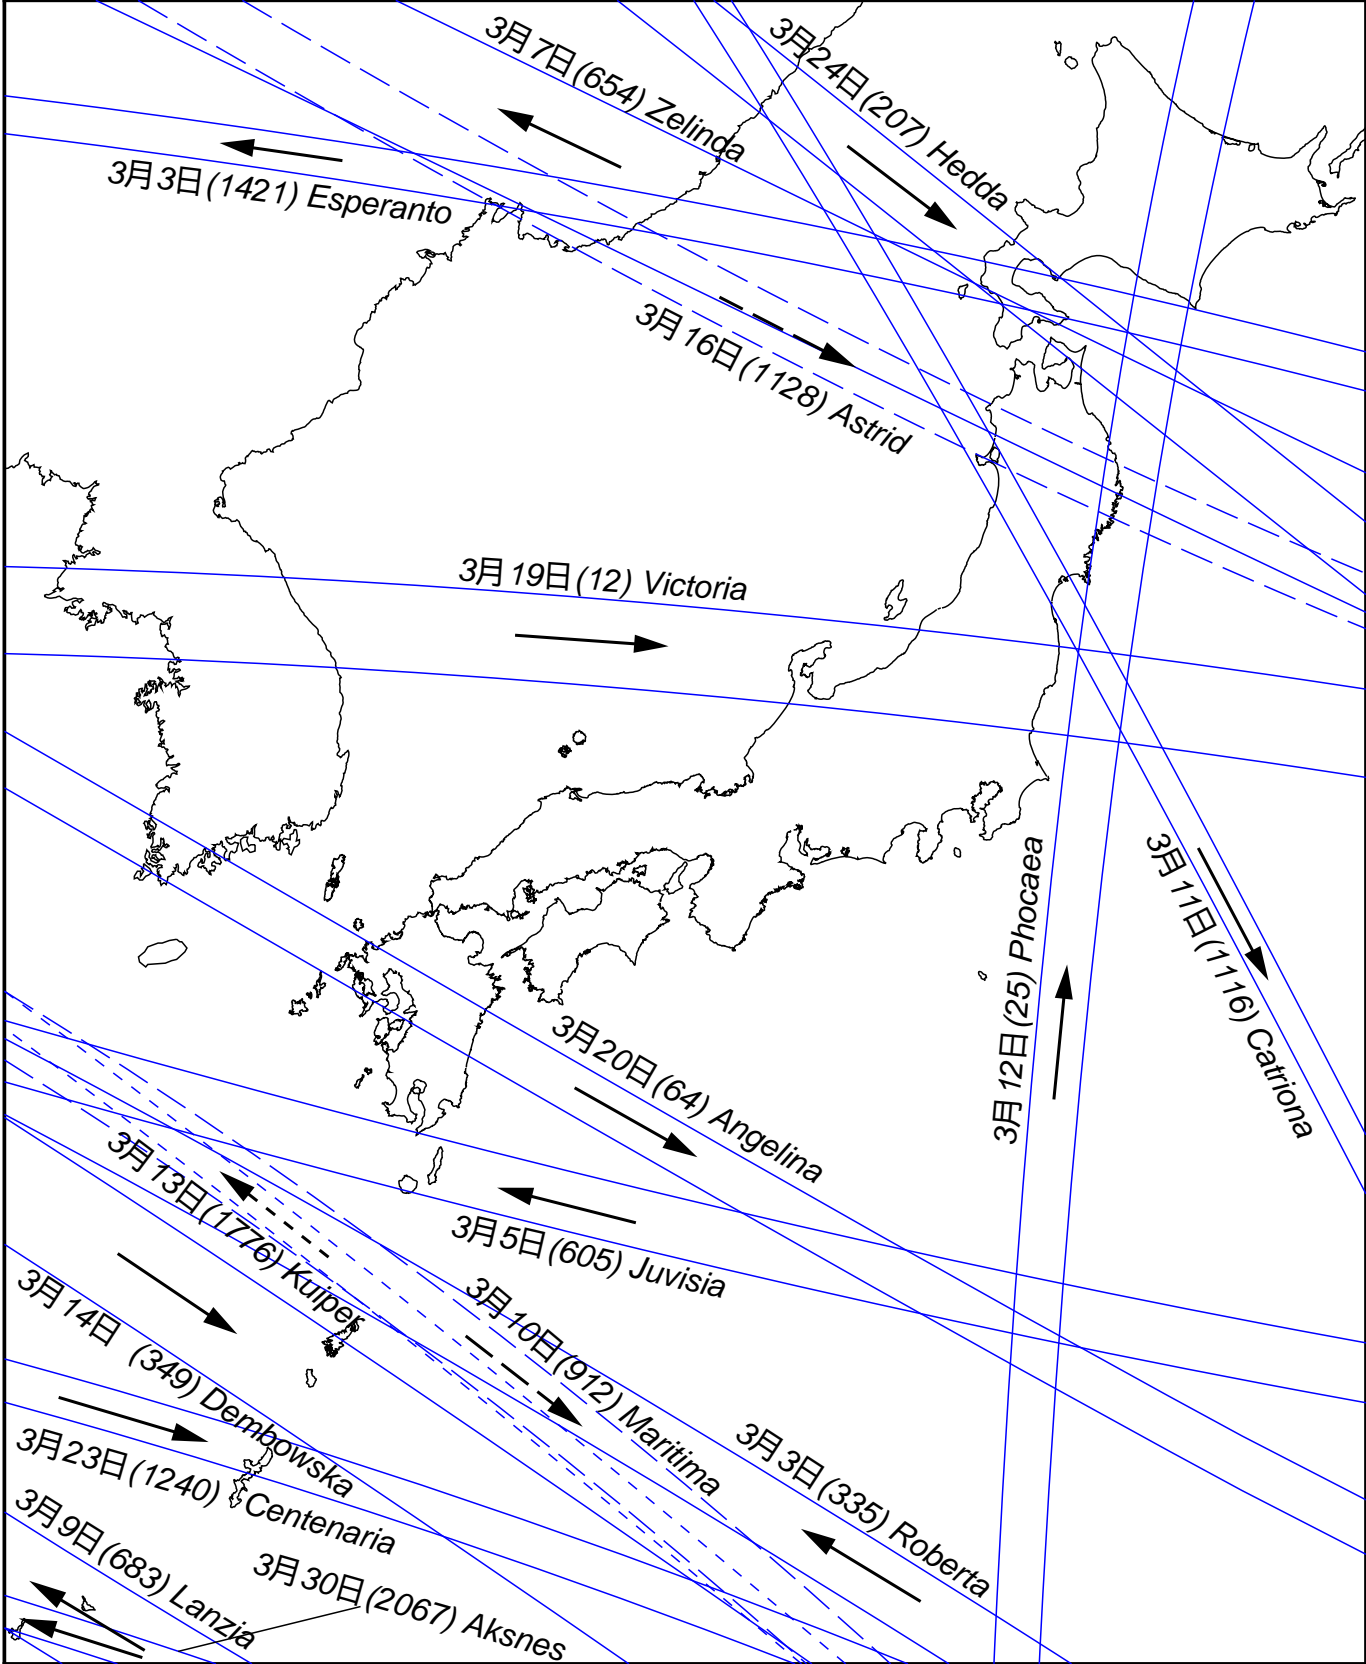 3月7日(654) Zelinda
3月24日(207) Hedda
3月3日(1421) Esperanto
3月16日(1128) Astrid
3月19日(12) Victoria
3月12日(25) Phocaea
3月11日(1116) Catriona
3月20日(64) Angelina
3月5日(605) Juvisia
3月13日(1776) Kuiper
3月10日(912) Maritima
3月14日 (349) Dembowska
3月3日(335) Roberta
3月23日(1240) Centenaria
3月9日(683) Lanzia
3月30日(2067) Aksnes